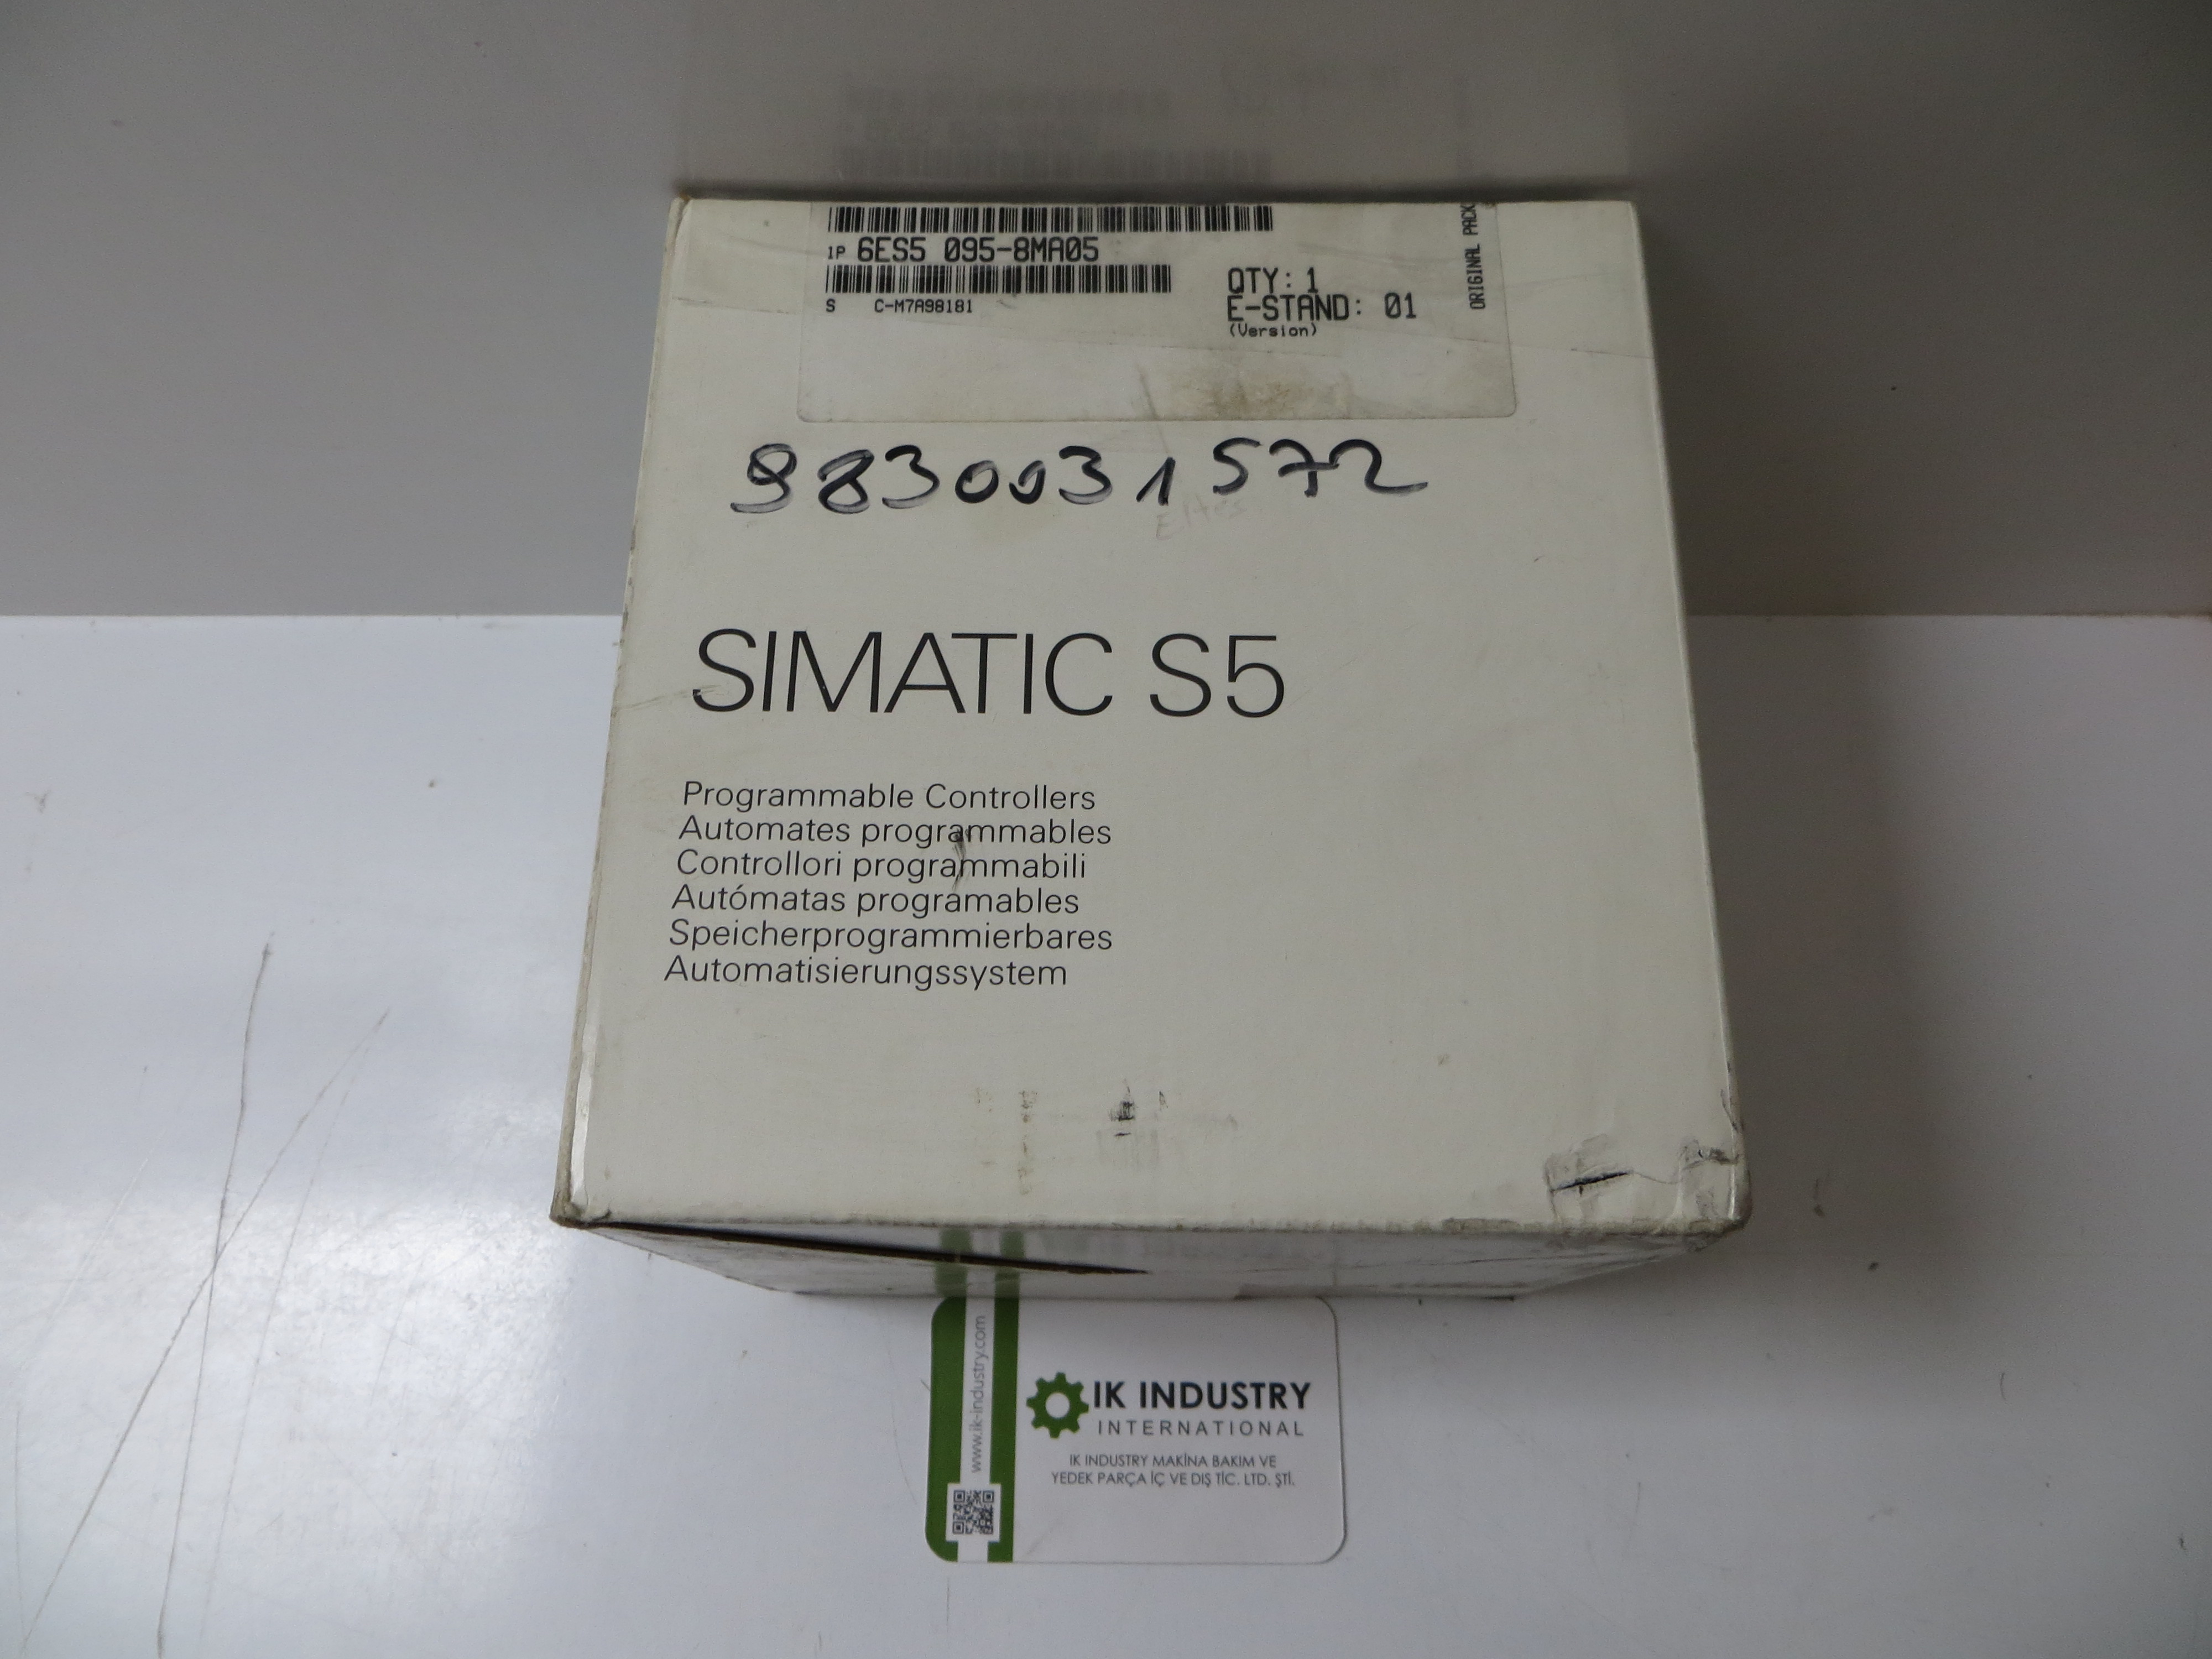 1P 6ES5 095-8MA05
S C-M7A98181
QTY: 1
E-STAND: 01
(Version)
ORIGINAL PACK
9830031572
SIMATIC S5
Programmable Controllers
Automates programmables
Controllori programmabili
Autómatas programables
Speicherprogrammierbares
Automatisierungssystem
www.ik-industry.com
IK INDUSTRY
INTERNATIONAL
IK INDUSTRY MAKİNA BAKIM VE
YEDEK PARÇA İÇ VE DIŞ TİC. LTD. ŞTİ.